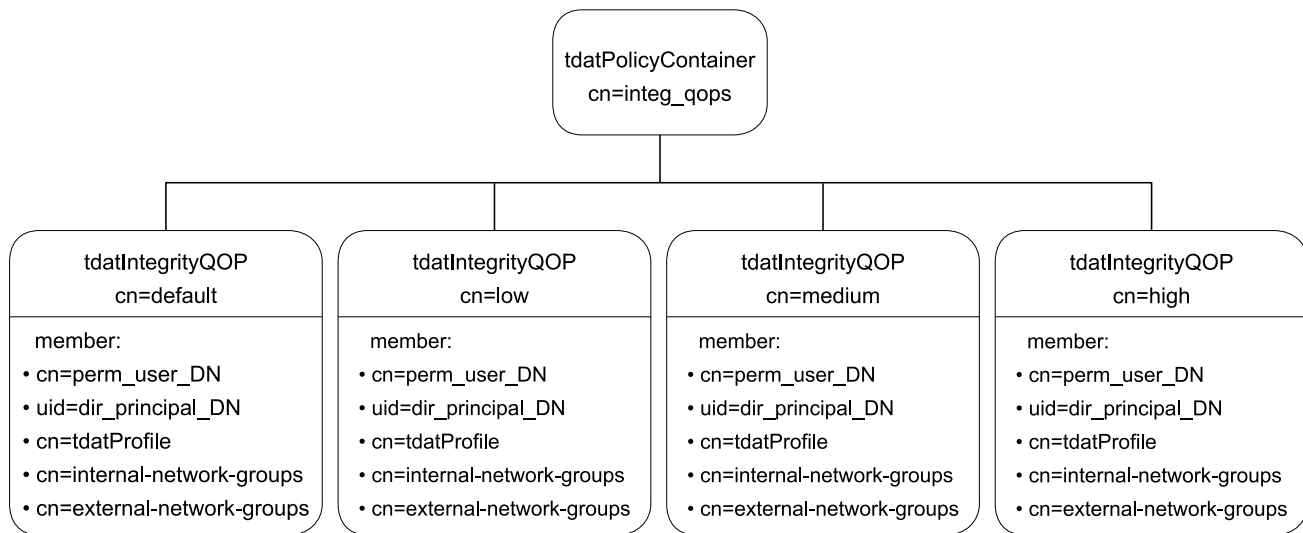 tdatPolicyContainer
cn=integ_qops
tdatIntegrityQOP
cn=default
member:
• cn=perm_user_DN
• uid=dir_principal_DN
• cn=tdatProfile
• cn=internal-network-groups
• cn=external-network-groups
tdatIntegrityQOP
cn=low
member:
• cn=perm_user_DN
uid=dir_principal_DN
• cn=tdatProfile
• cn=internal-network-groups
• cn=external-network-groups
tdatIntegrityQOP
cn=medium
member:
• cn=perm_user_DN
• uid=dir_principal_DN
• cn=tdatProfile
• cn=internal-network-groups
• cn=external-network-groups
tdatIntegrityQOP
cn=high
member:
• cn=perm_user_DN
• uid=dir_principal_DN
• cn=tdatProfile
• cn=internal-network-groups
• cn=external-network-groups